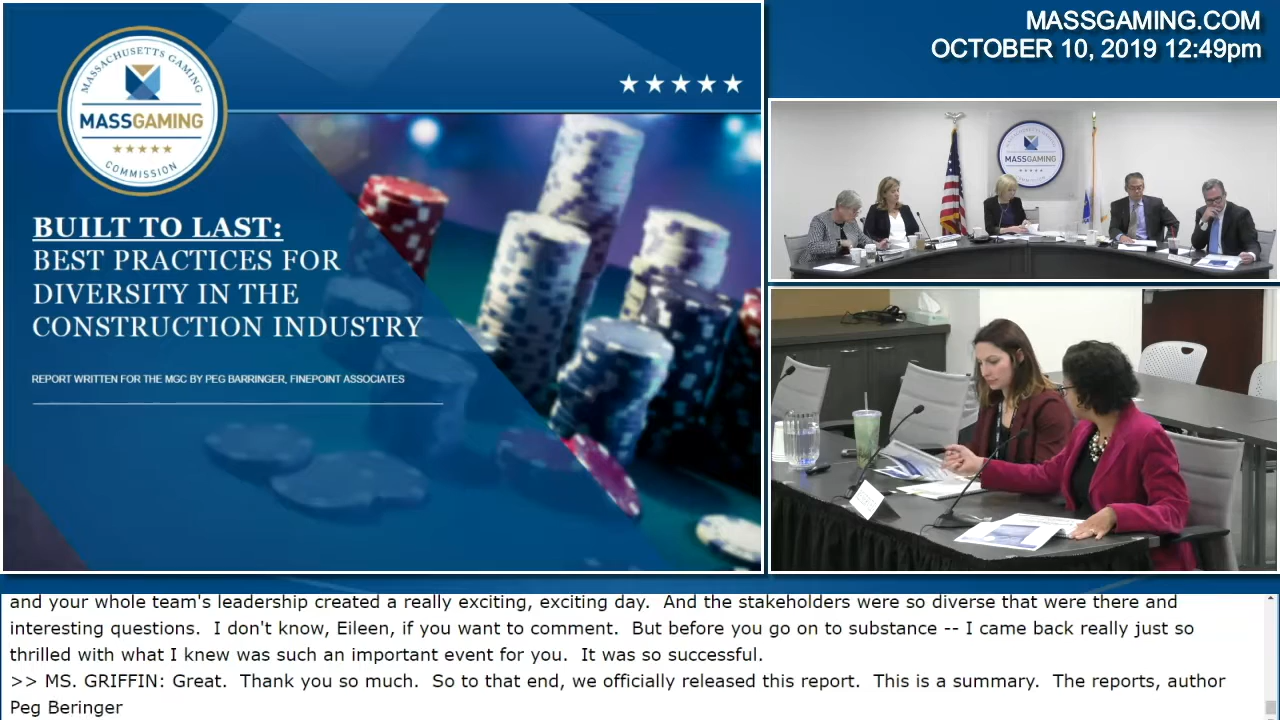 MASSGAMING.COM
OCTOBER 10, 2019 12:49pm
MASSACHUSETTS GAMING
MASSGAMING
COMMISSION
BUILT TO LAST:
BEST PRACTICES FOR
DIVERSITY IN THE
CONSTRUCTION INDUSTRY
REPORT WRITTEN FOR THE MGC BY PEG BARRINGER, FINEPOINT ASSOCIATES
MASSGAMING
and your whole team's leadership created a really exciting, exciting day.  And the stakeholders were so diverse that were there and
interesting questions.  I don't know, Eileen, if you want to comment.  But before you go on to substance -- I came back really just so
thrilled with what I knew was such an important event for you.  It was so successful.
>> MS. GRIFFIN: Great.  Thank you so much.  So to that end, we officially released this report.  This is a summary.  The reports, author
Peg Beringer